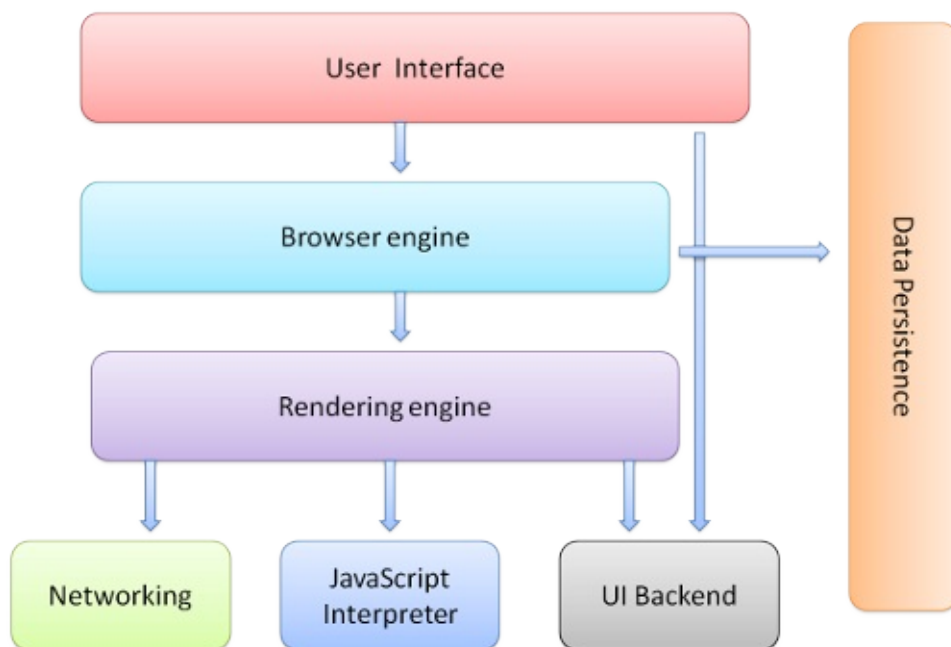 User Interface
Browser engine
Rendering engine
Networking
JavaScript
Interpreter
UI Backend
Data Persistence